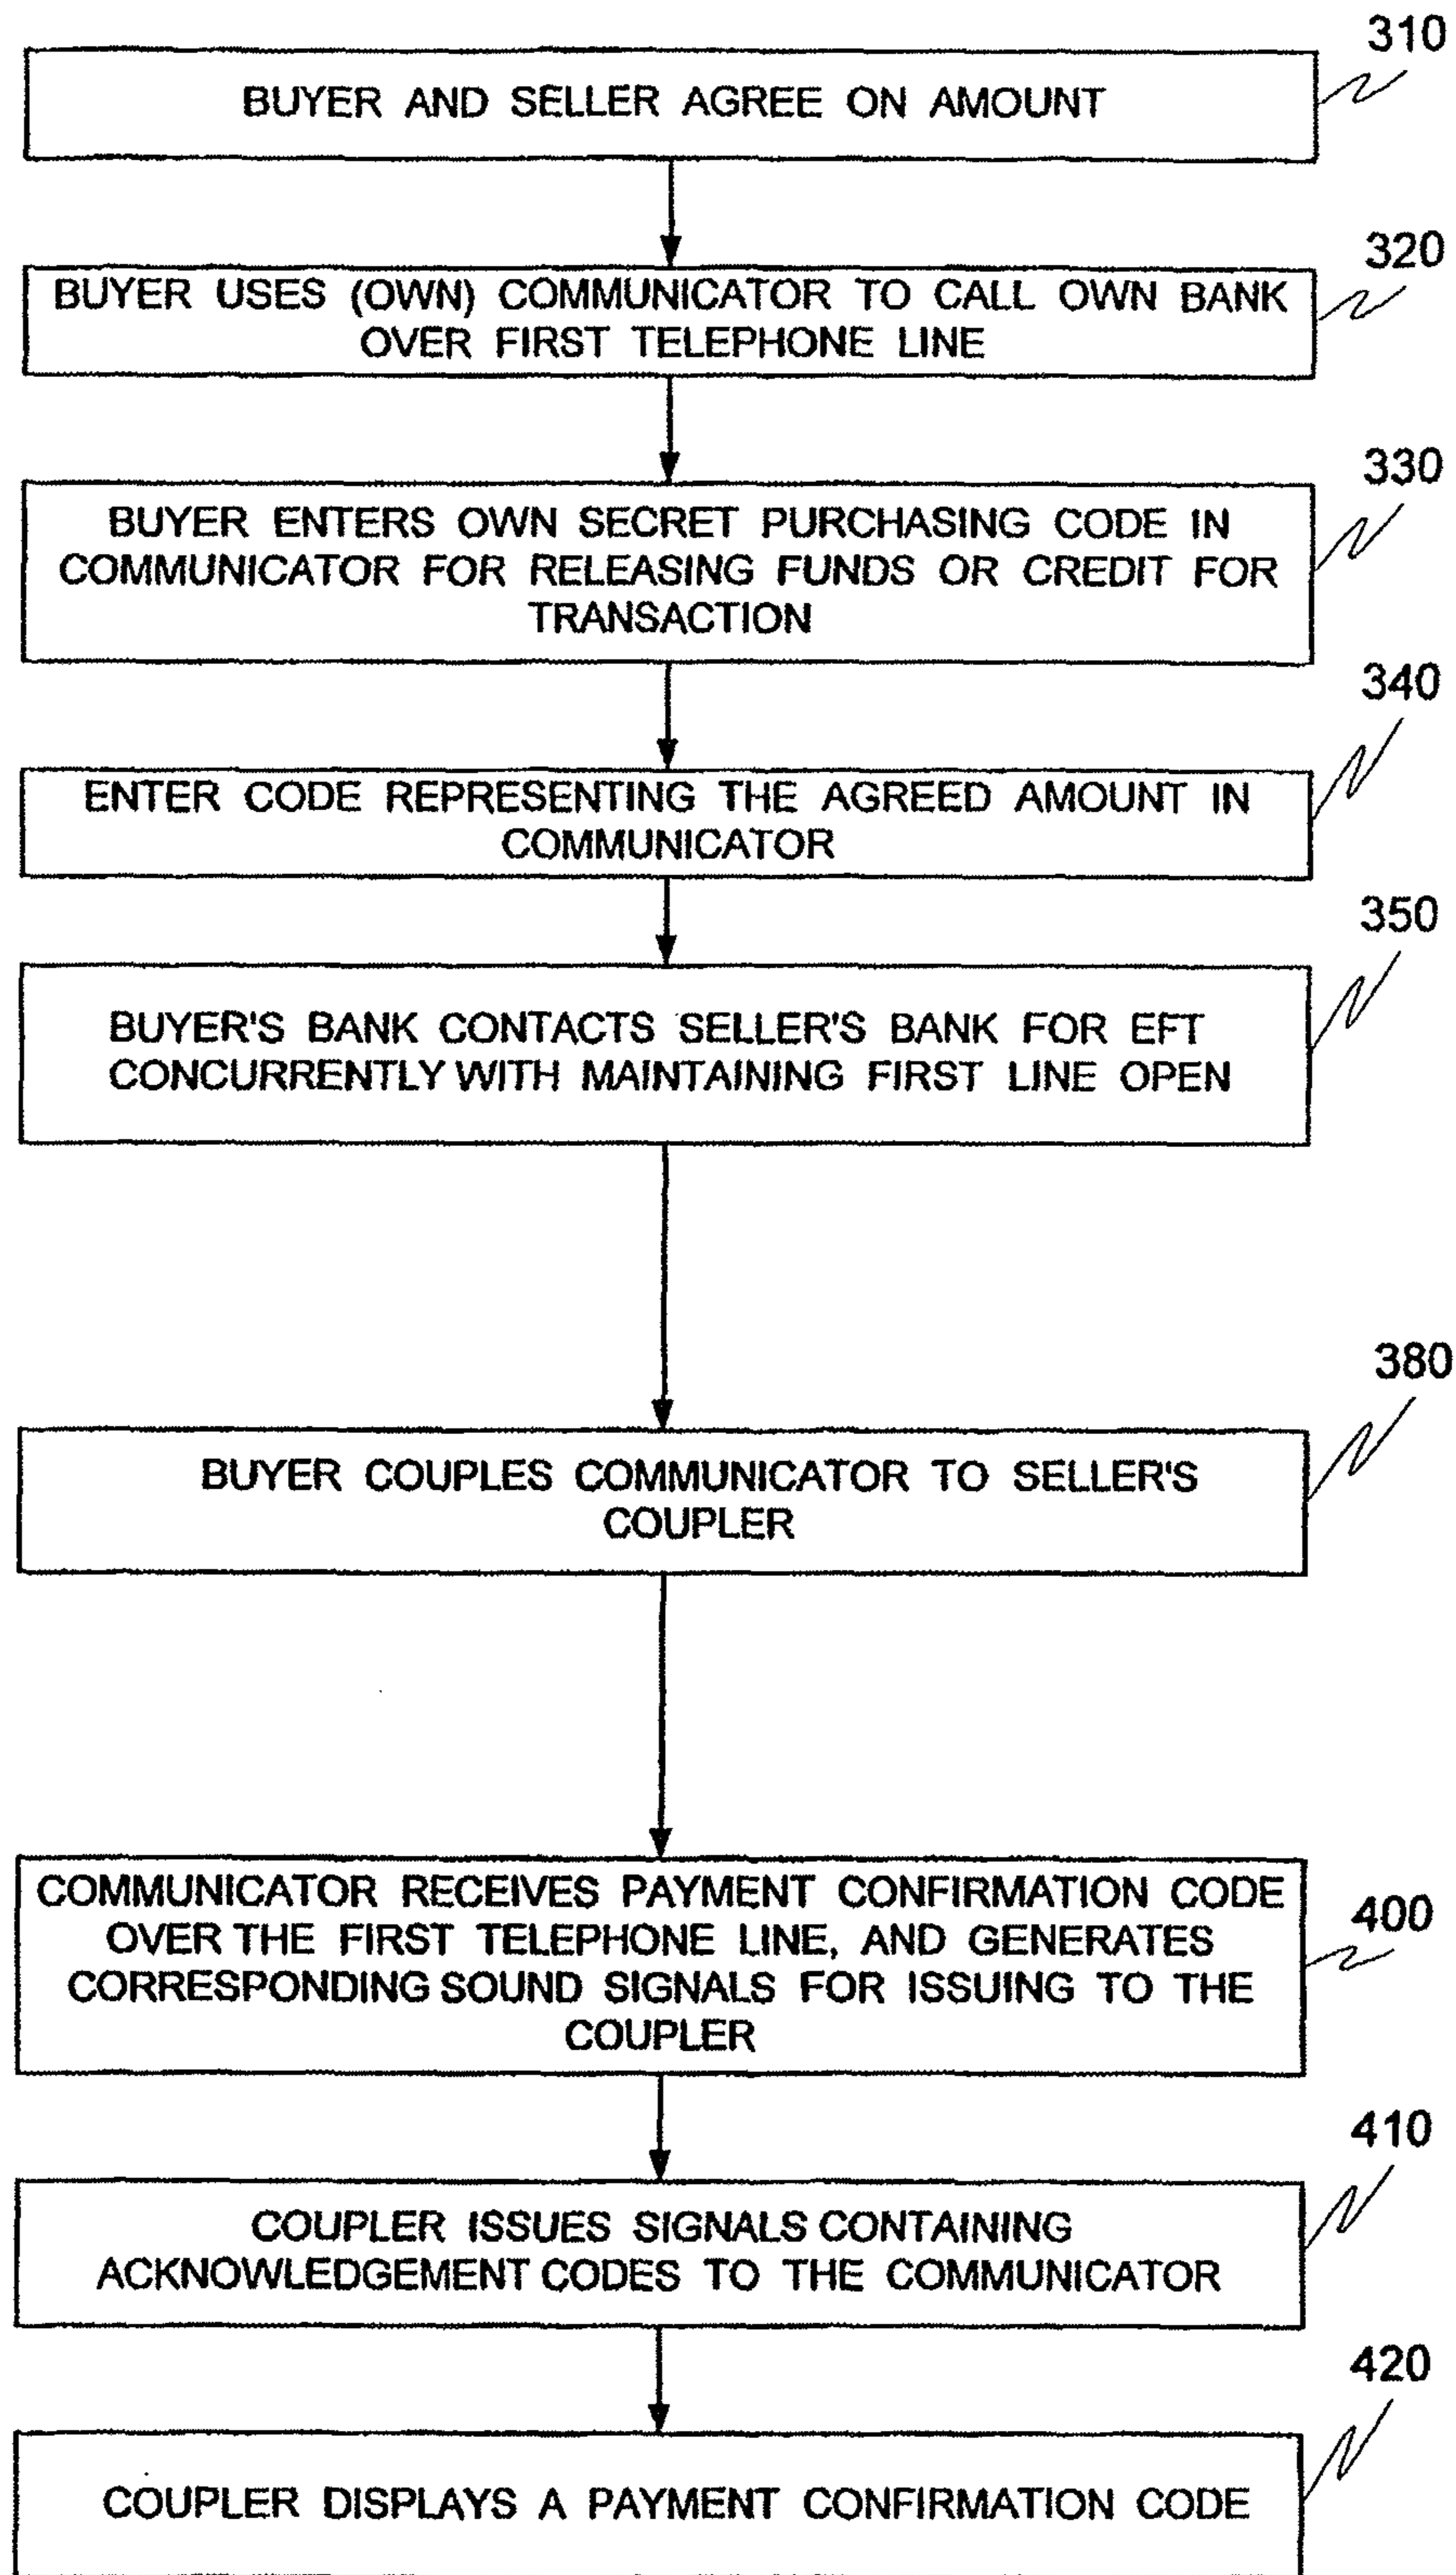 310
BUYER AND SELLER AGREE ON AMOUNT
320
BUYER USES (OWN) COMMUNICATOR TO CALL OWN BANK
OVER FIRST TELEPHONE LINE
330
BUYER ENTERS OWN SECRET PURCHASING CODE IN
COMMUNICATOR FOR RELEASING FUNDS OR CREDIT FOR
TRANSACTION
340
ENTER CODE REPRESENTING THE AGREED AMOUNT IN
COMMUNICATOR
350
BUYER'S BANK CONTACTS SELLER'S BANK FOR EFT
CONCURRENTLY WITH MAINTAINING FIRST LINE OPEN
380
BUYER COUPLES COMMUNICATOR TO SELLER'S
COUPLER
COMMUNICATOR RECEIVES PAYMENT CONFIRMATION CODE
400
OVER THE FIRST TELEPHONE LINE, AND GENERATES
CORRESPONDING SOUND SIGNALS FOR ISSUING TO THE
COUPLER
410
COUPLER ISSUES SIGNALS CONTAINING
ACKNOWLEDGEMENT CODES TO THE COMMUNICATOR
420
COUPLER DISPLAYS A PAYMENT CONFIRMATION CODE